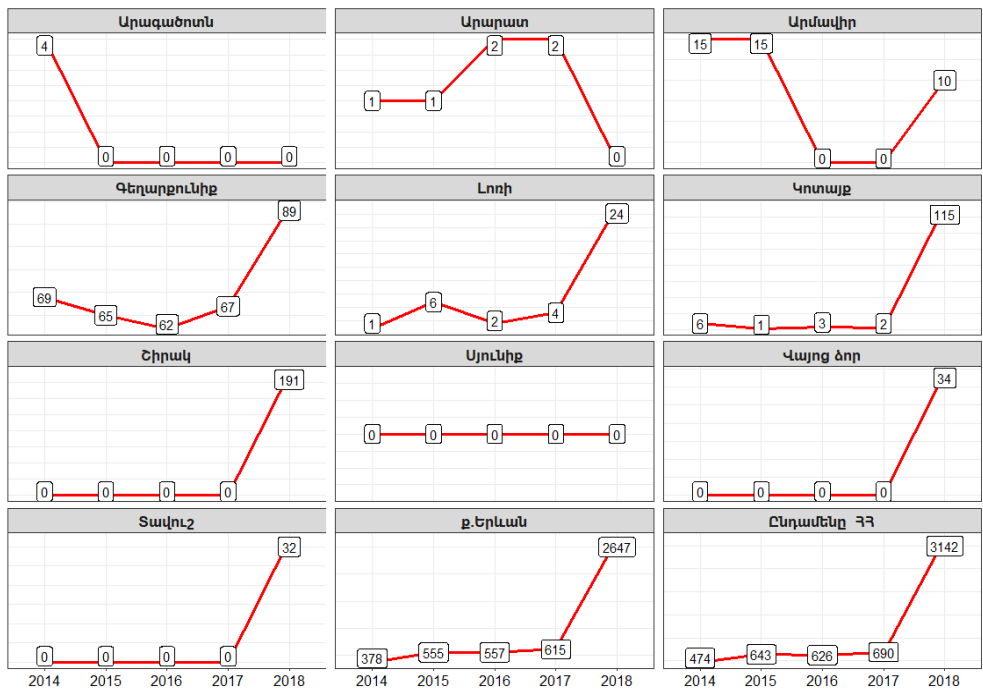 Արագածոտն Արարատ Արմավիր
4 0 0 0 0 1 1 2 2 0 15 15 0 0 10
Գեղարքունիք Լոռի Կոտայք
69 65 62 67 89 1 6 2 4 24 6 1 3 2 115
Շիրակ Սյունիք Վայոց ձոր
0 0 0 0 191 0 0 0 0 0 0 0 0 0 34
Տավուշ ք.Երևան Ընդամենը ՀՀ
0 0 0 0 32 378 555 557 615 2647 474 643 626 690 3142
2014 2015 2016 2017 2018 2014 2015 2016 2017 2018 2014 2015 2016 2017 2018